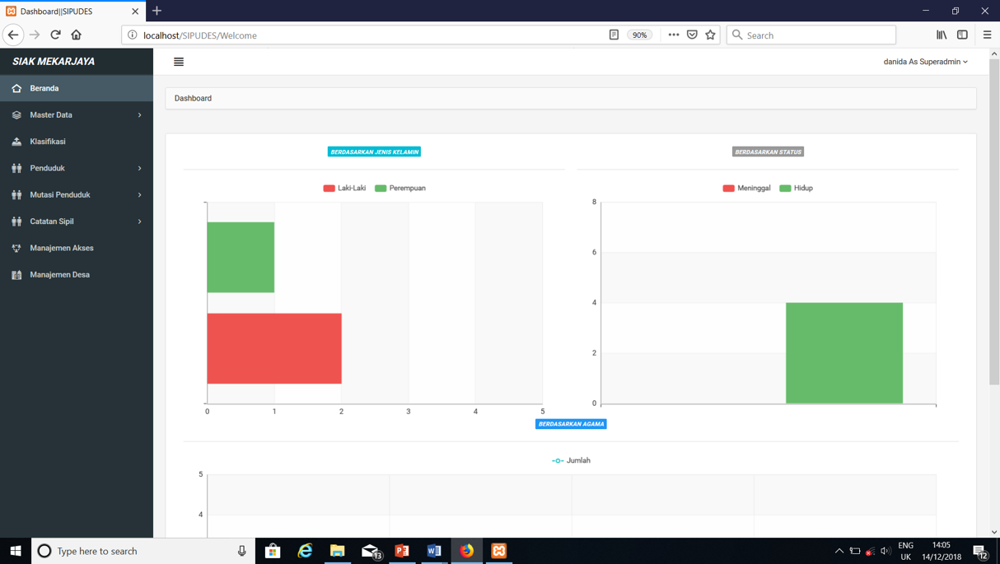 Dashboard||SIPUDES
localhost/SIPUDES/Welcome
90%
Search
SIAK MEKARJAYA
danida As Superadmin
Beranda
Master Data
Klasifikasi
Penduduk
Mutasi Penduduk
Catatan Sipil
Manajemen Akses
Manajemen Desa
Dashboard
BERDASARKAN JENIS KELAMIN
Laki-Laki Perempuan
0 1 2 3 4 5
BERDASARKAN STATUS
Meninggal Hidup
8
6
4
2
0
BERDASARKAN AGAMA
Jumlah
5
4
Type here to search
13
ENG
UK
14:05
14/12/2018
12